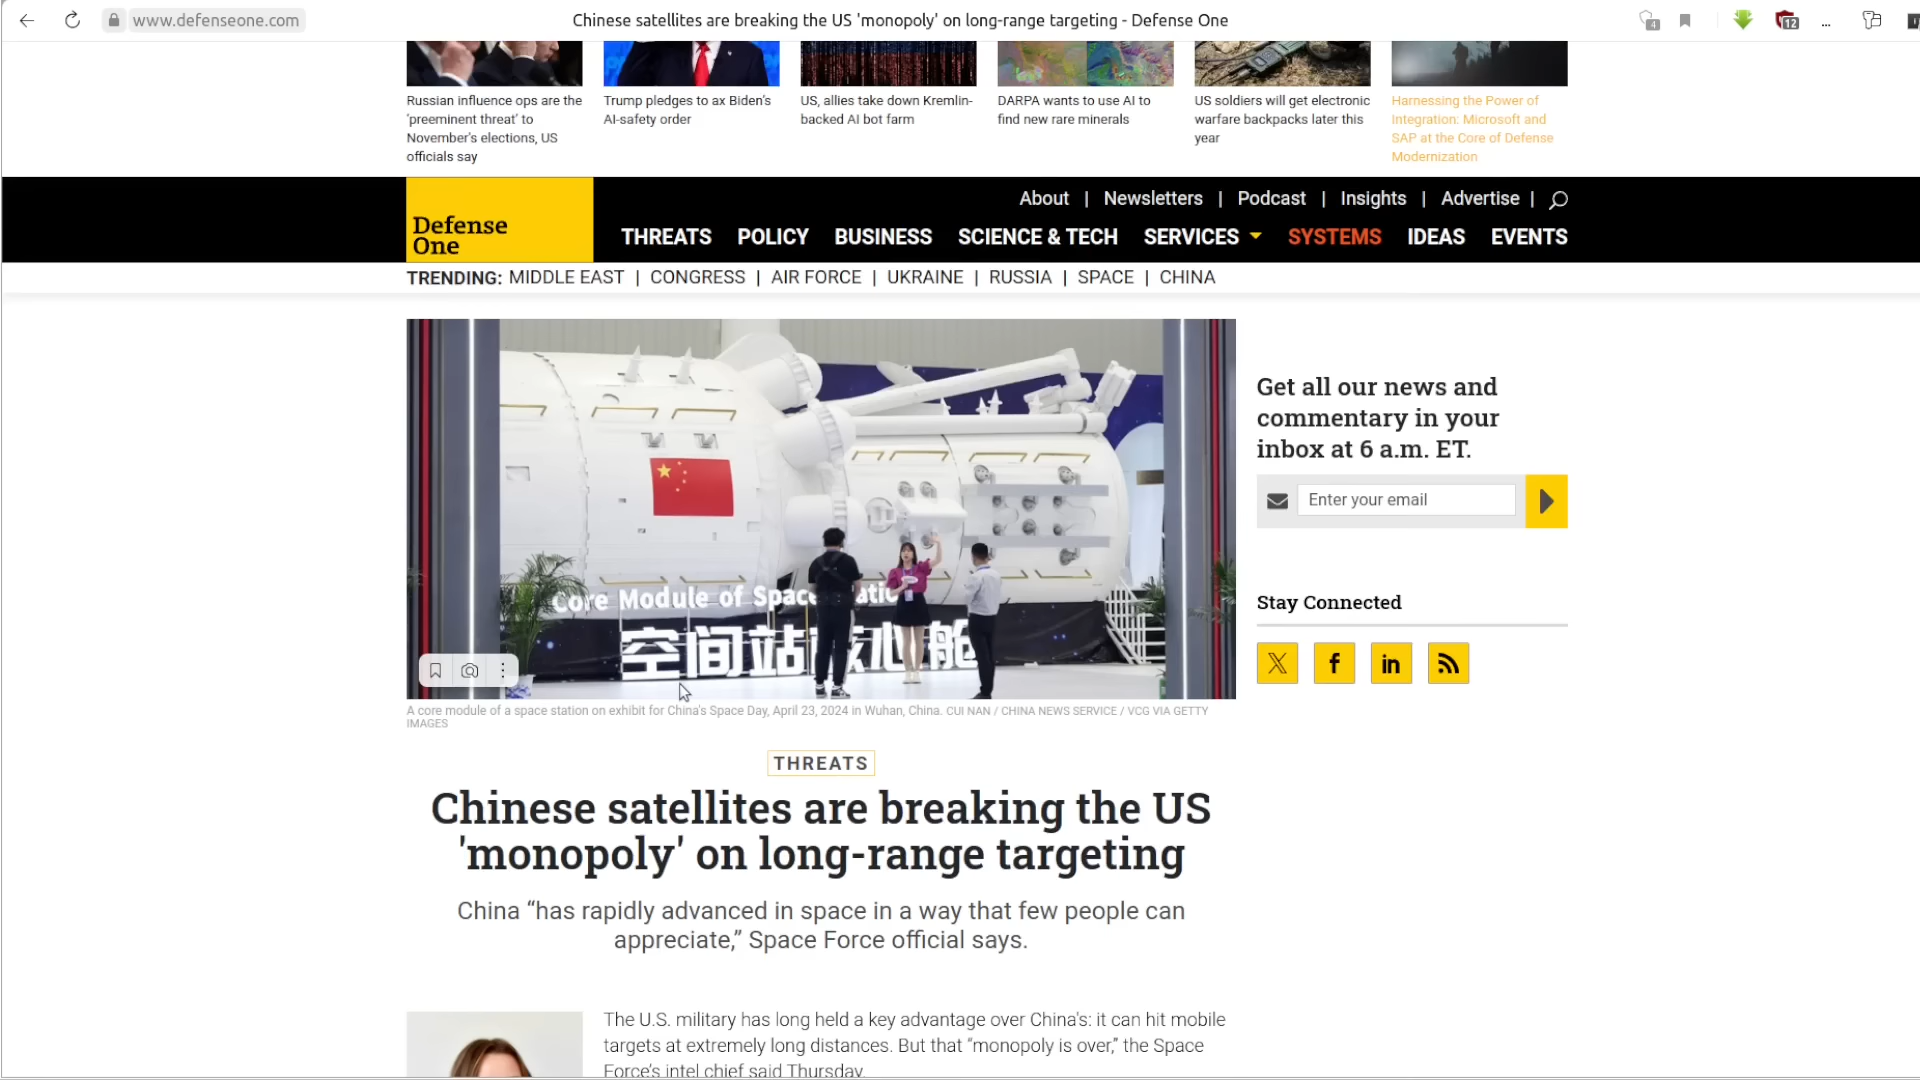 www.defenseone.com
Chinese satellites are breaking the US 'monopoly' on long-range targeting - Defense One
4
12
...
Russian influence ops are the
'preeminent threat' to
November's elections, US
officials say
Trump pledges to ax Biden's
AI-safety order
US, allies take down Kremlin-
backed AI bot farm
DARPA wants to use AI to
find new rare minerals
US soldiers will get electronic
warfare backpacks later this
year
Harnessing the Power of
Integration: Microsoft and
SAP at the Core of Defense
Modernization
About | Newsletters | Podcast | Insights | Advertise |
Defense
One
THREATS POLICY BUSINESS SCIENCE & TECH SERVICES SYSTEMS IDEAS EVENTS
TRENDING: MIDDLE EAST | CONGRESS | AIR FORCE | UKRAINE | RUSSIA | SPACE | CHINA
Core Module of Space
空间站核心舱
A core module of a space station on exhibit for China's Space Day, April 23, 2024 in Wuhan, China. CUI NAN / CHINA NEWS SERVICE / VCG VIA GETTY
IMAGES
Get all our news and
commentary in your
inbox at 6 a.m. ET.
Enter your email
Stay Connected
THREATS
Chinese satellites are breaking the US
'monopoly' on long-range targeting
China “has rapidly advanced in space in a way that few people can
appreciate,” Space Force official says.
The U.S. military has long held a key advantage over China's: it can hit mobile
targets at extremely long distances. But that “monopoly is over,” the Space
Force's intel chief said Thursday.